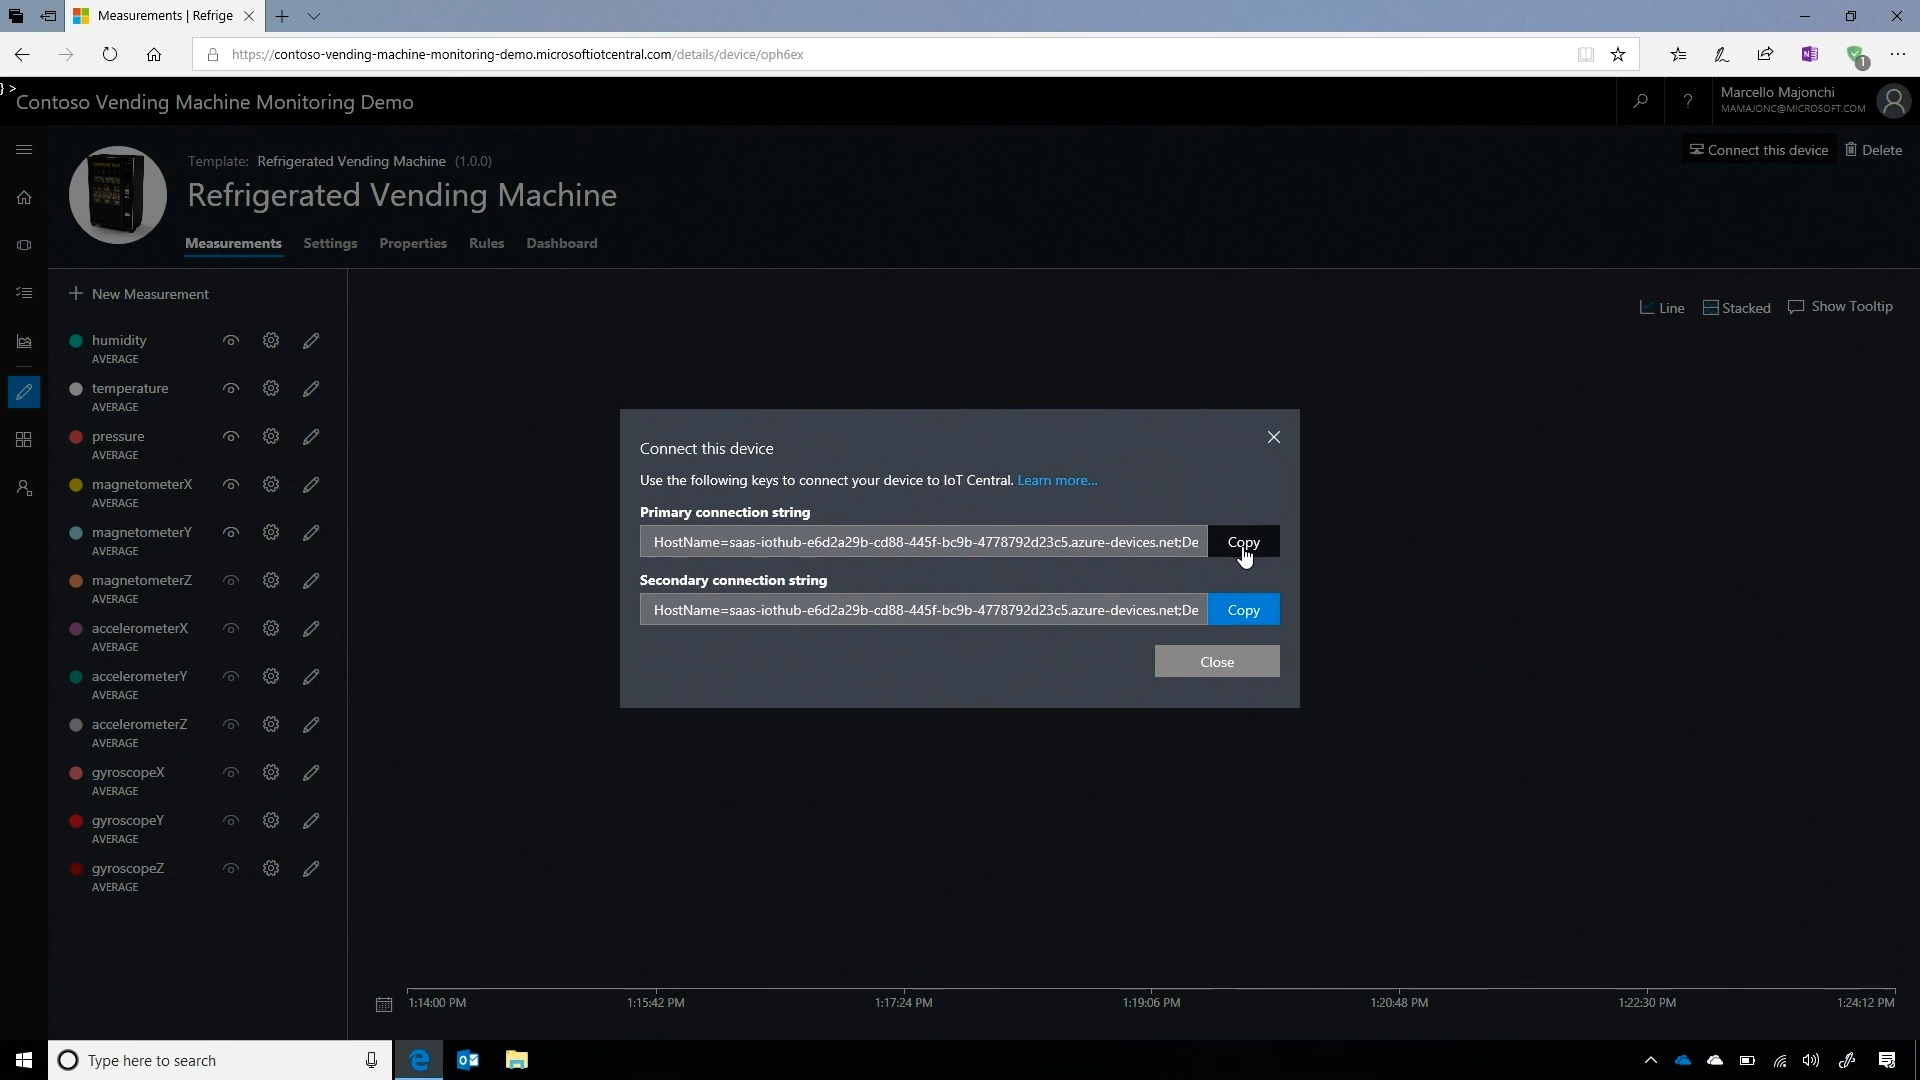 Measurements | Refrige
https://contoso-vending-machine-monitoring-demo.microsoftiotcentral.com/details/device/oph6ex
1
} >
Contoso Vending Machine Monitoring Demo
?
Marcello Majonchi
MAMAJONC@MICROSOFT.COM
Template: Refrigerated Vending Machine (1.0.0)
Connect this device
Delete
Refrigerated Vending Machine
Measurements Settings Properties Rules Dashboard
New Measurement
Line
Stacked
Show Tooltip
humidity
AVERAGE
temperature
AVERAGE
pressure
AVERAGE
magnetometerX
AVERAGE
magnetometerY
AVERAGE
magnetometerZ
AVERAGE
accelerometerX
AVERAGE
accelerometerY
AVERAGE
accelerometerZ
AVERAGE
gyroscopeX
AVERAGE
gyroscopeY
AVERAGE
gyroscopeZ
AVERAGE
Connect this device
Use the following keys to connect your device to IoT Central. Learn more...
Primary connection string
HostName=saas-iothub-e6d2a29b-cd88-445f-bc9b-4778792d23c5.azure-devices.net;De
Copy
Secondary connection string
HostName=saas-iothub-e6d2a29b-cd88-445f-bc9b-4778792d23c5.azure-devices.net;De
Copy
Close
1:14:00 PM 1:15:42 PM 1:17:24 PM 1:19:06 PM 1:20:48 PM 1:22:30 PM 1:24:12 PM
Type here to search